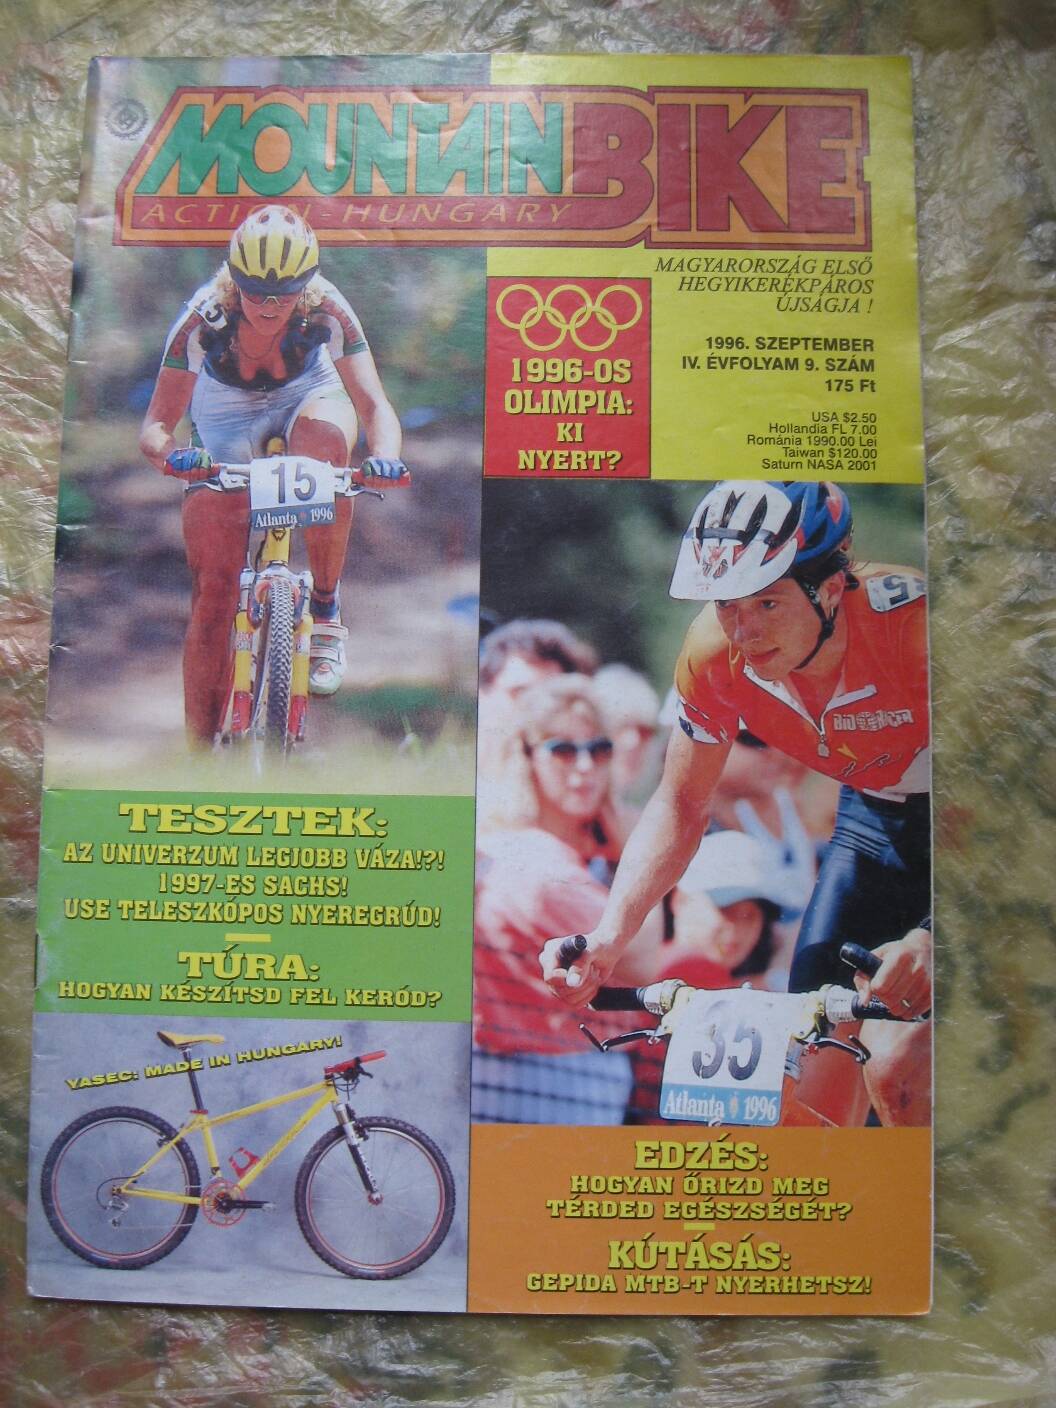 MOUNTAIN BIKE
ACTION-HUNGARY
MAGYARORSZÁG ELSŐ
HEGYIKERÉKPÁROS
ÚJSÁGJA !
1996. SZEPTEMBER
IV. ÉVFOLYAM 9. SZÁM
175 Ft
USA $2.50
Hollandia FL 7.00
Románia 1990.00 Lei
Taiwan $120.00
Saturn NASA 2001
1996-OS
OLIMPIA:
KI
NYERT?
15
15
Atlanta 1996
TESZTEK:
AZ UNIVERZUM LEGJOBB VÁZA!?!
1997-ES SACHS!
USE TELESZKÓPOS NYEREGRÚD!
TÚRA:
HOGYAN KÉSZÍTSD FEL KERÓD?
YASEC: MADE IN HUNGARY!
35
Atlanta 1996
EDZÉS:
HOGYAN ŐRIZD MEG
TÉRDED EGÉSZSÉGÉT?
KÚTÁSÁS:
GEPIDA MTB-T NYERHETSZ!